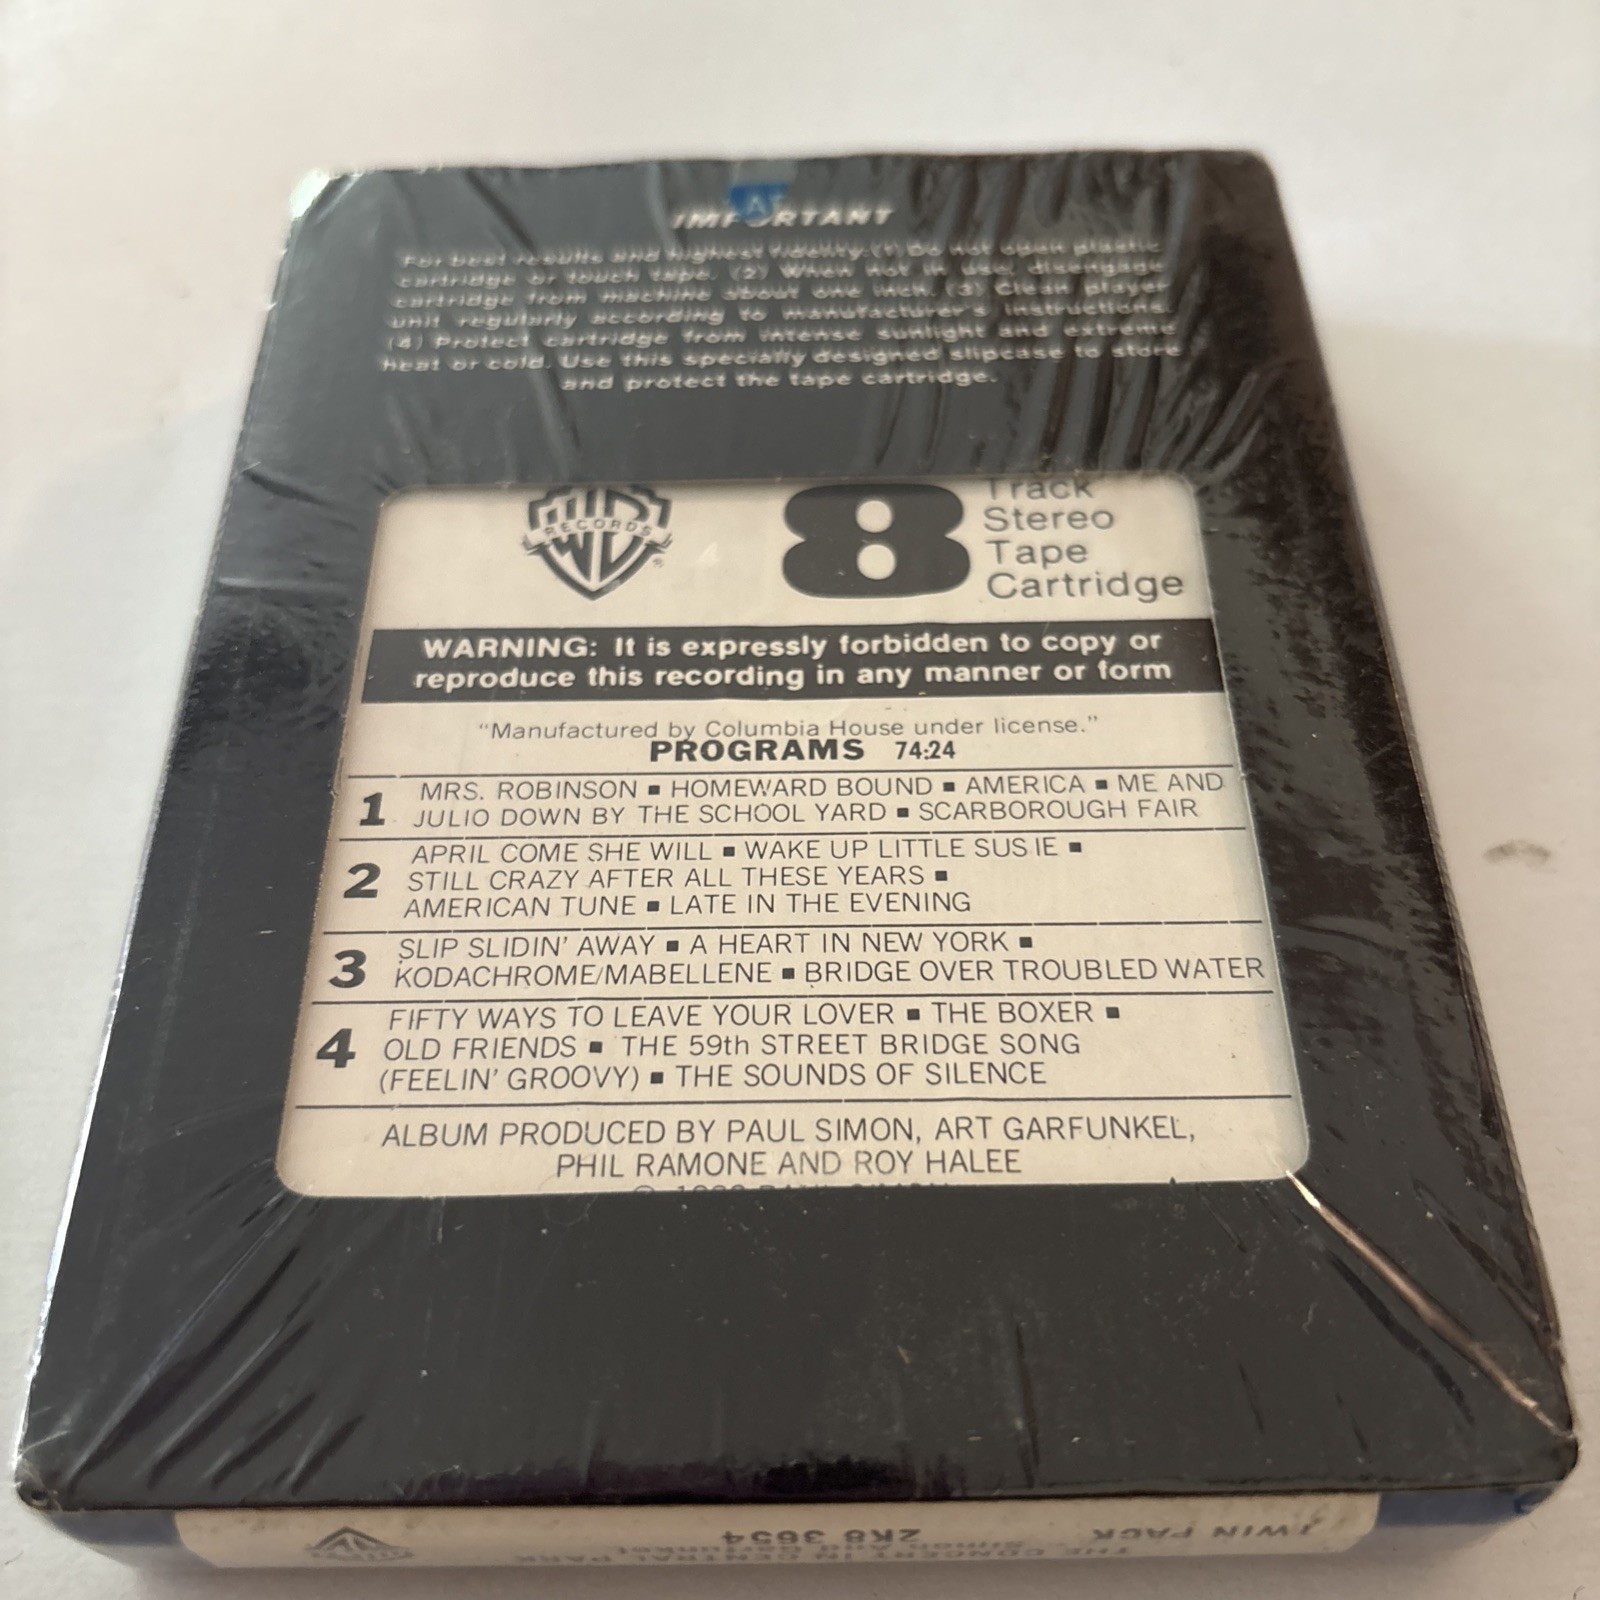 IMPORTANT
For best results and highest fidelity. (1) Do not open plastic
cartridge or touch tape. (2) When not in use, disengage
cartridge from machine about one inch. (3) Clean player
unit regularly according to manufacturer's instructions.
(4) Protect cartridge from intense sunlight and extreme
heat or cold. Use this specially designed slipcase to store
and protect the tape cartridge.
RECORDS ®
8 Track
Stereo
Tape
Cartridge
WARNING: It is expressly forbidden to copy or
reproduce this recording in any manner or form
"Manufactured by Columbia House under license."
PROGRAMS 74:24
1 MRS. ROBINSON ■ HOMEWARD BOUND ■ AMERICA ■ ME AND
JULIO DOWN BY THE SCHOOL YARD ■ SCARBOROUGH FAIR
2 APRIL COME SHE WILL ■ WAKE UP LITTLE SUSIE ■
STILL CRAZY AFTER ALL THESE YEARS ■
AMERICAN TUNE ■ LATE IN THE EVENING
3 SLIP SLIDIN' AWAY ■ A HEART IN NEW YORK ■
KODACHROME/MABELLENE ■ BRIDGE OVER TROUBLED WATER
4 FIFTY WAYS TO LEAVE YOUR LOVER ■ THE BOXER ■
OLD FRIENDS ■ THE 59th STREET BRIDGE SONG
(FEELIN' GROOVY) ■ THE SOUNDS OF SILENCE
ALBUM PRODUCED BY PAUL SIMON, ART GARFUNKEL,
PHIL RAMONE AND ROY HALEE
THE CONCERT IN CENTRAL PARK
Simon And Garfunkel
TWIN PACK 2K8 3654